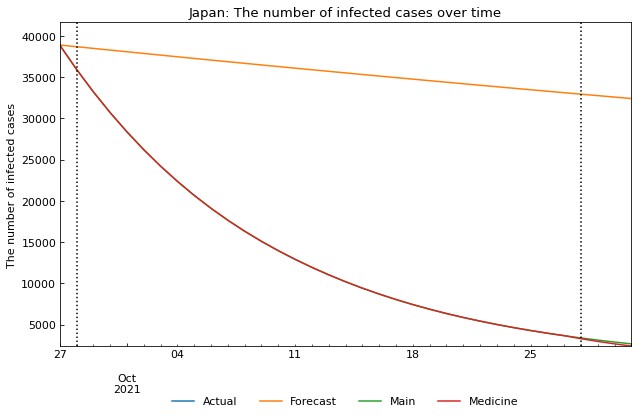 Japan: The number of infected cases over time
The number of infected cases
40000
35000
30000
25000
20000
15000
10000
5000
27
04
11
18
25
Oct
2021
Actual
Forecast
Main
Medicine